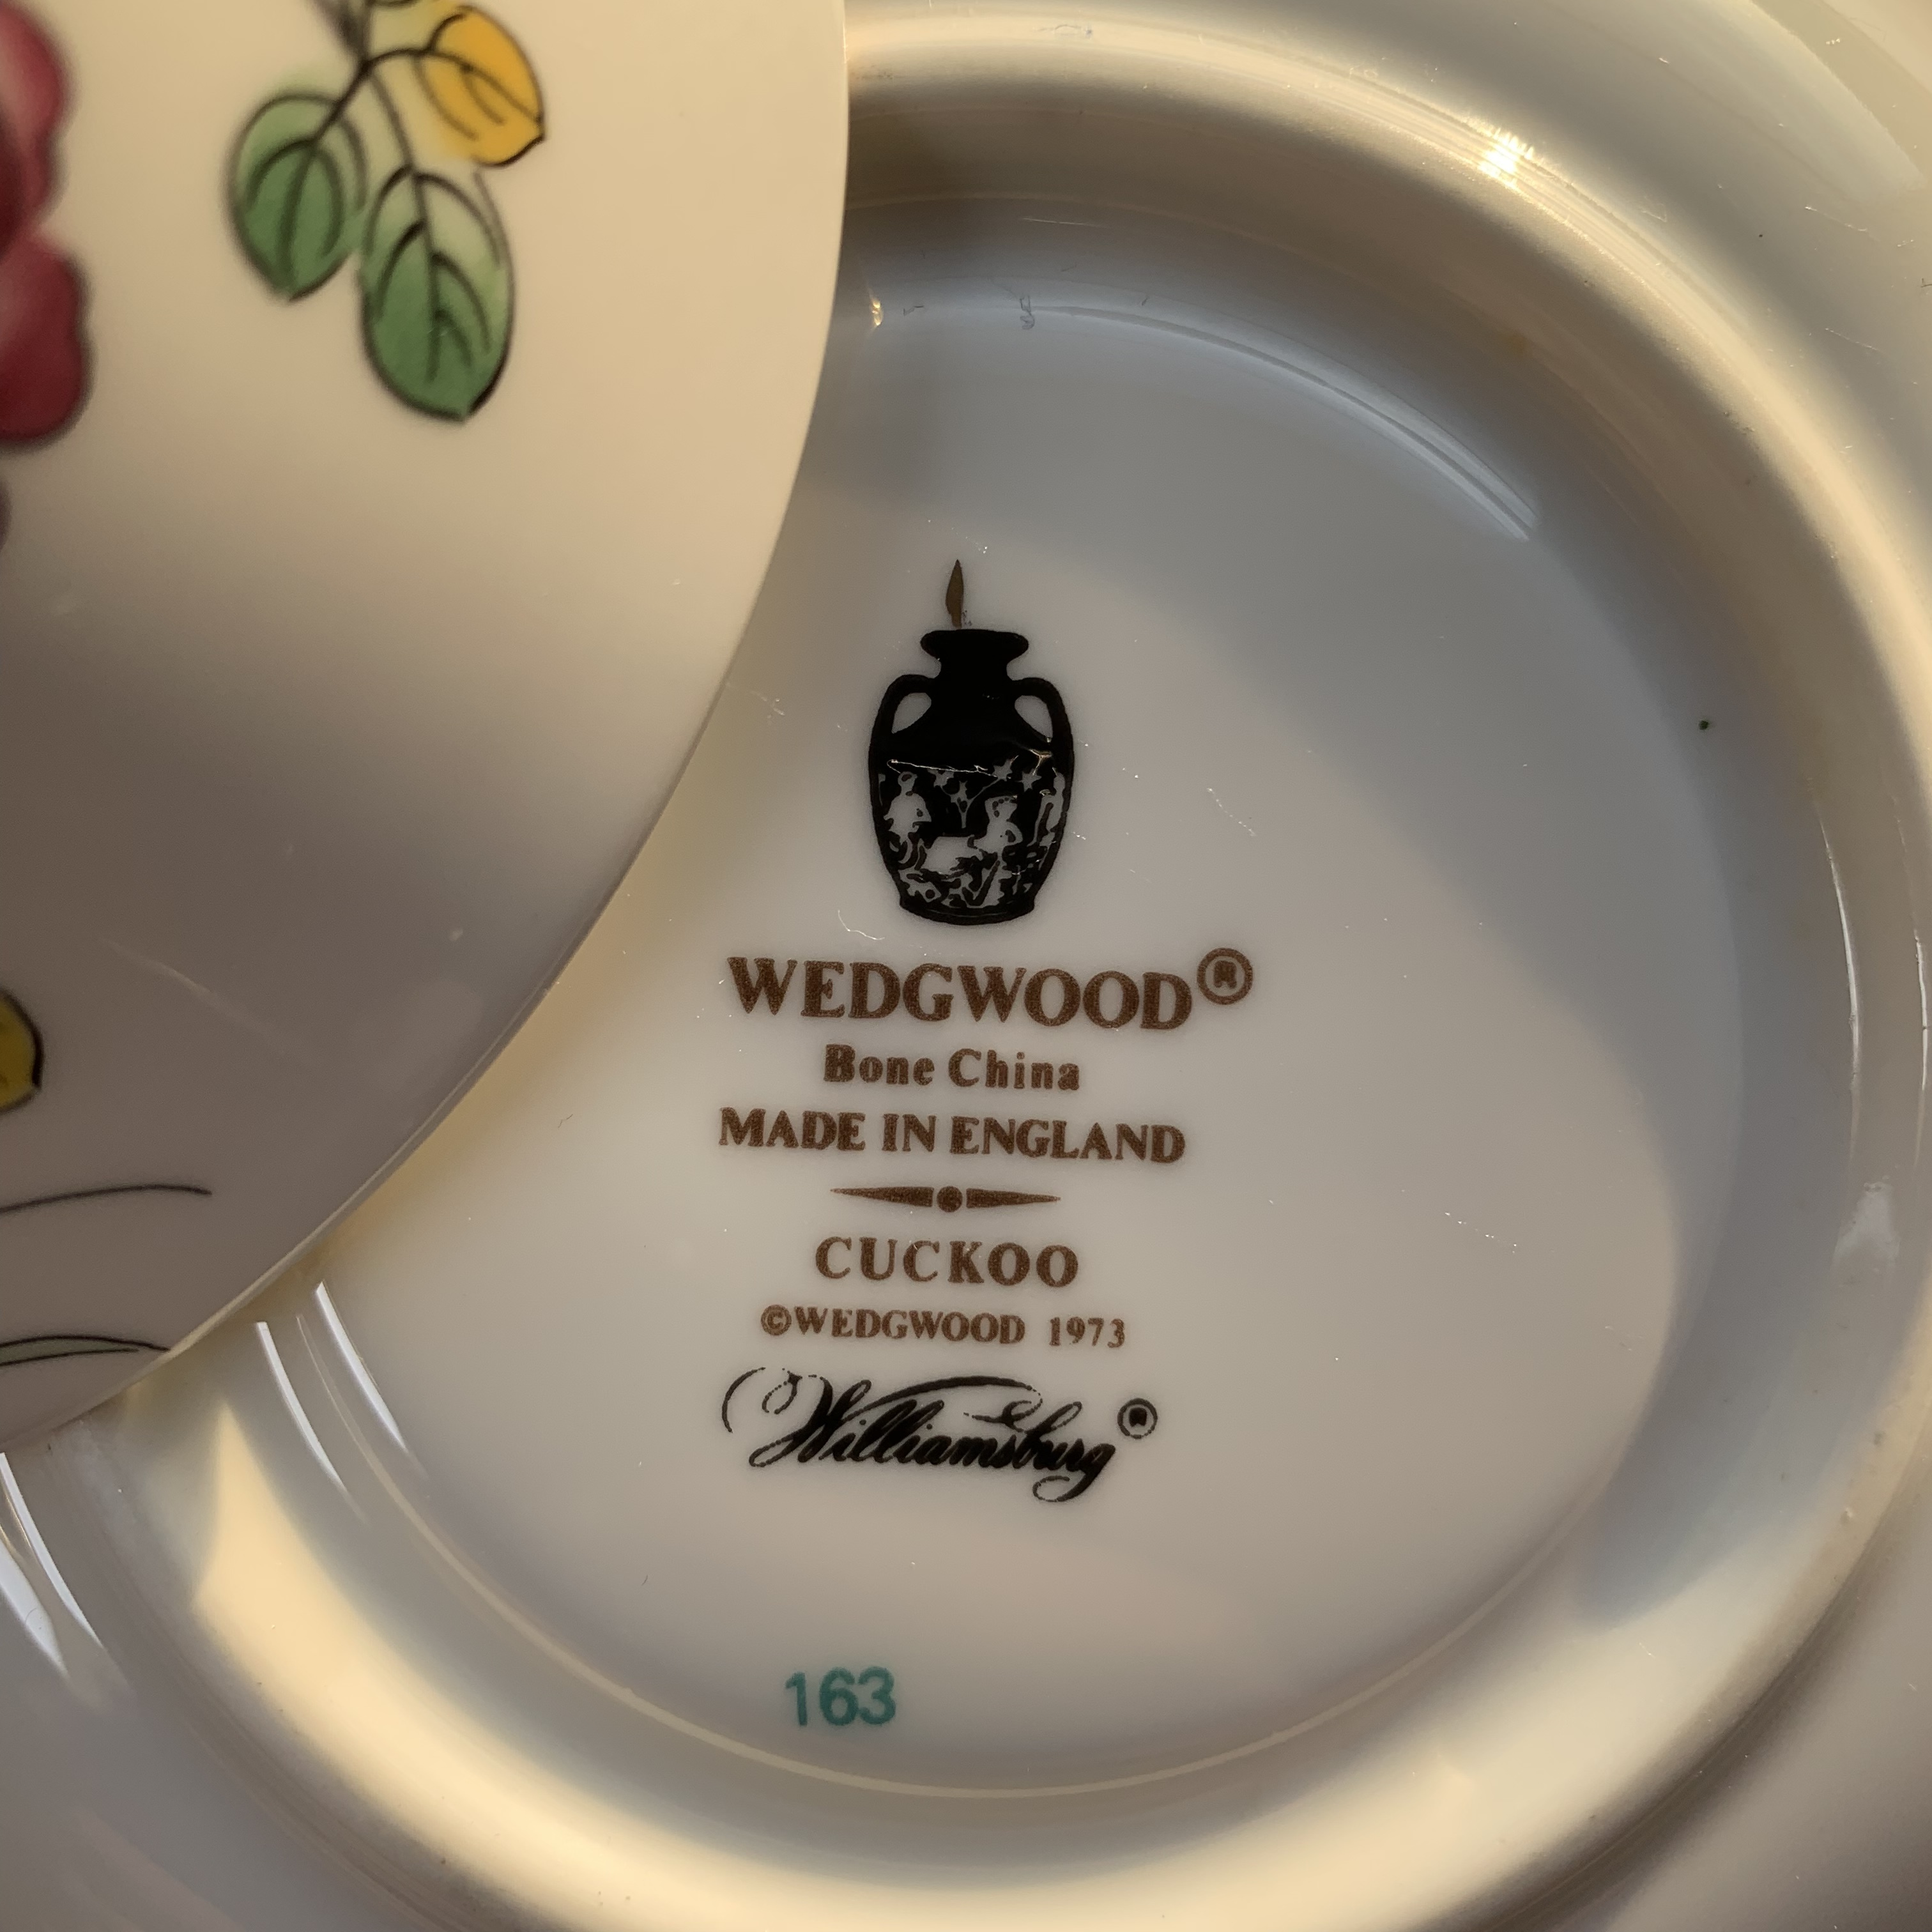 WEDGWOOD®
Bone China
MADE IN ENGLAND
CUCKOO
©WEDGWOOD 1973
Williamsburg®
163